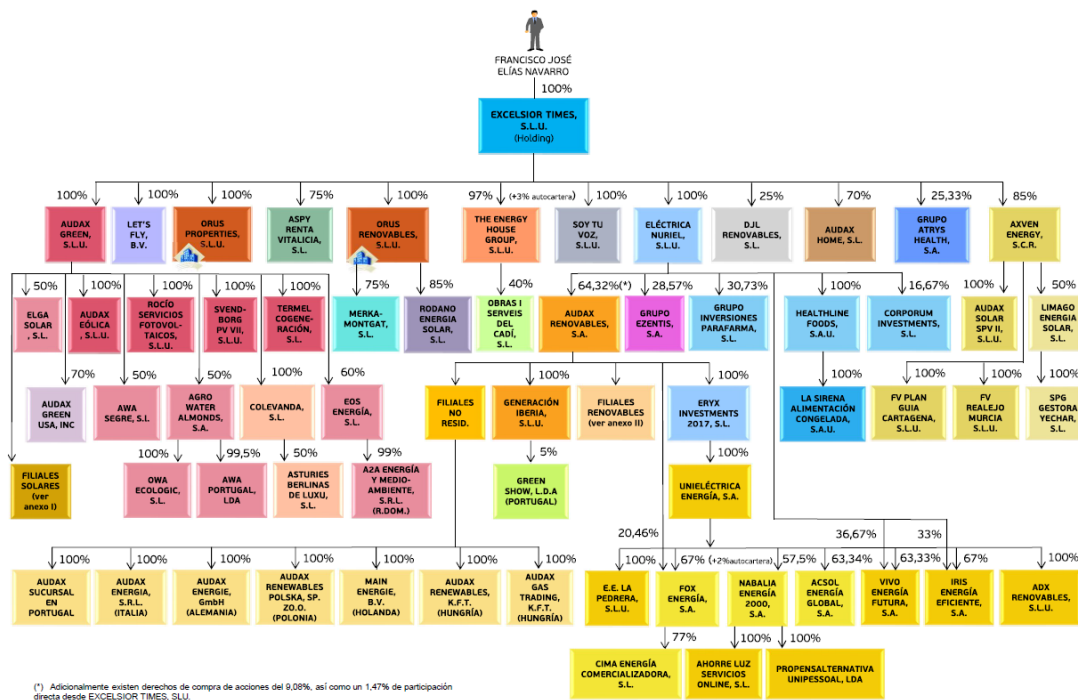 FRANCISCO JOSÉ
ELÍAS NAVARRO
100%
EXCELSIOR TIMES,
S.L.U.
(Holding)
100%
100%
100%
75%
100%
97% (+3% autocartera)
100%
100%
25%
70%
25,33%
85%
AUDAX
GREEN,
S.L.U.
LET'S
FLY, B.V.
ORUS
PROPERTIES,
S.L.U.
ASPY
RENTA
VITALICIA,
S.L.
ORUS
RENOVABLES,
S.L.U.
THE ENERGY
HOUSE
GROUP,
S.L.U.
SOY TU
VOZ,
S.L.U.
ELÉCTRICA
NURIEL,
S.L.U.
DJL
RENOVABLES,
S.L.
AUDAX
HOME, S.L.
GRUPO
ATRYS
HEALTH,
S.A.
AXVEN
ENERGY,
S.C.R.
50%
100%
100%
100%
100%
75%
85%
40%
64,32%(*)
28,57%
30,73%
100%
16,67%
100%
50%
ELGA
SOLAR
, S.L.
AUDAX
EÓLICA
, S.L.U.
ROCÍO
SERVICIOS
FOTOVOL-
TAICOS,
S.L.U.
SVEND-
BORG
PV VII,
S.L.U.
TERMEL
COGENE-
RACIÓN,
S.L.
MERKA-
MONTGAT,
S.L.
RODANO
ENERGIA
SOLAR,
S.L.
OBRAS I
SERVEIS
DEL
CADÍ,
S.L.
AUDAX
RENOVABLES,
S.A.
GRUPO
EZENTIS,
S.A.
GRUPO
INVERSIONES
PARAFARMA,
S.L.
HEALTHLINE
FOODS,
S.A.U.
CORPORUM
INVESTMENTS,
S.L.
AUDAX
SOLAR
SPV II,
S.L.U.
LIMAGO
ENERGIA
SOLAR,
S.L.
70%
50%
50%
100%
60%
100%
100%
100%
100%
100%
100%
100%
AUDAX
GREEN
USA, INC
AWA
SEGRE, S.L
AGRO
WATER
ALMONDS,
S.A.
COLEVANDA,
S.L.
EOS
ENERGÍA,
S.L.
FILIALES
NO
RESID.
GENERACIÓN
IBERIA,
S.L.U.
FILIALES
RENOVABLES
(ver anexo II)
ERYX
INVESTMENTS
2017, S.L.
LA SIRENA
ALIMENTACIÓN
CONGELADA,
S.A.U.
FV PLAN
GUIA
CARTAGENA,
S.L.U.
FV
REALEJO
MURCIA
S.L.U.
SPG
GESTORA
YECHAR, S.L.
100%
99,5%
50%
99%
5%
100%
FILIALES
SOLARES
(ver
anexo I)
OWA
ECOLOGIC,
S.L.
AWA
PORTUGAL,
LDA
ASTURIES
BERLINAS
DE LUXU,
S.L.
A2A ENERGÍA
Y MEDIO-
AMBIENTE,
S.R.L.
(R.DOM.)
GREEN
SHOW, L.D.A
(PORTUGAL)
UNIELÉCTRICA
ENERGÍA, S.A.
20,46%
36,67%
33%
100%
100%
100%
100%
100%
100%
100%
100%
67% (+2%autocartera)
57,5%
63,34%
63,33%
67%
100%
AUDAX
SUCURSAL
EN
PORTUGAL
AUDAX
ENERGIA,
S.R.L.
(ITALIA)
AUDAX
ENERGIE,
GmbH
(ALEMANIA)
AUDAX
RENEWABLES
POLSKA, SP.
ZO.O.
(POLONIA)
MAIN
ENERGIE,
B.V.
(HOLANDA)
AUDAX
RENEWABLES,
K.F.T.
(HUNGRÍA)
AUDAX
GAS
TRADING,
K.F.T.
(HUNGRÍA)
E.E. LA
PEDRERA,
S.L.U.
FOX
ENERGÍA,
S.A.
NABALIA
ENERGÍA
2000,
S.A.
ACSOL
ENERGÍA
GLOBAL,
S.A.
VIVO
ENERGÍA
FUTURA,
S.A.
IRIS
ENERGÍA
EFICIENTE,
S.A.
ADX
RENOVABLES,
S.L.U.
77%
100%
100%
CIMA ENERGÍA
COMERCIALIZADORA,
S.L.
AHORRE LUZ
SERVICIOS
ONLINE, S.L.
PROPENSALTERNATIVA
UNIPESSOAL, LDA
(*) Adicionalmente existen derechos de compra de acciones del 9,08%, así como un 1,47% de participación
directa desde EXCELSIOR TIMES, SLU.